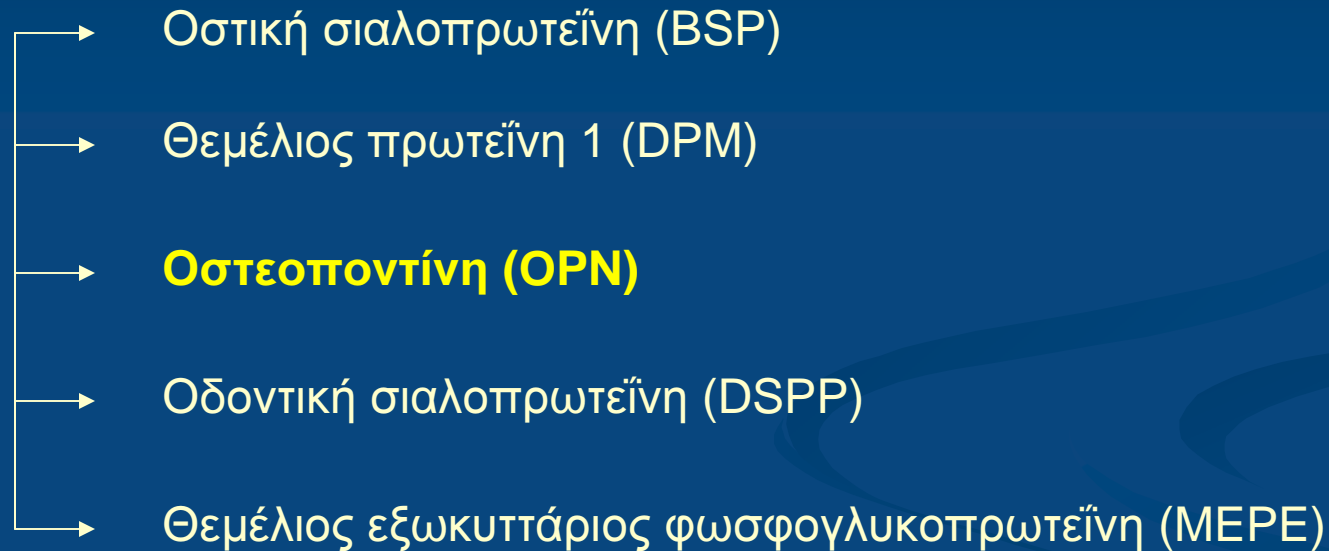 Οστική σιαλοπρωτεΐνη (BSP)
Θεμέλιος πρωτεΐνη 1 (DPM)
Οστεοποντίνη (OPN)
Οδοντική σιαλοπρωτεΐνη (DSPP)
Θεμέλιος εξωκυττάριος φωσφογλυκοπρωτεΐνη (MEPE)